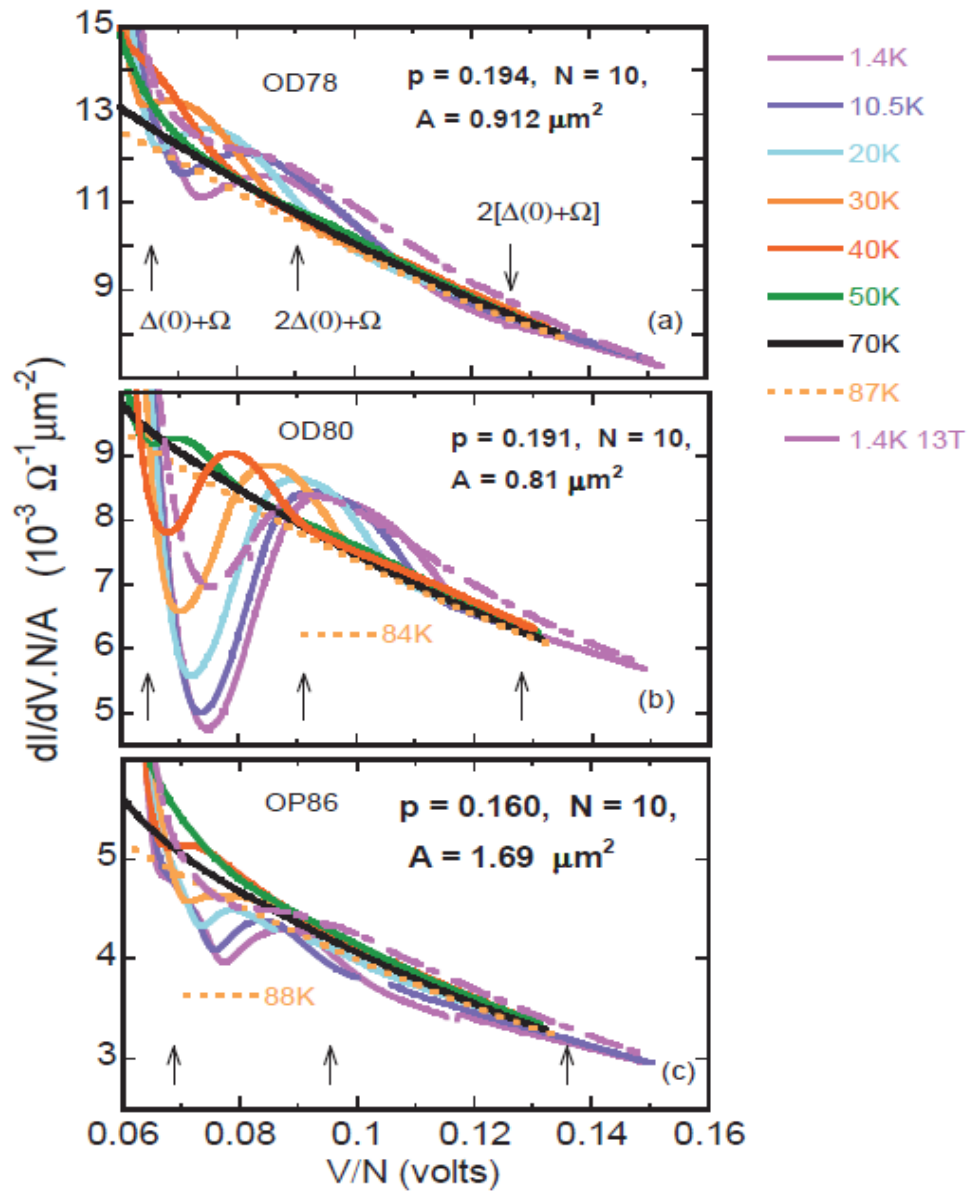 15
13
11
9
OD78
p = 0.194, N = 10,
A = 0.912 μm²
2[Δ(0)+Ω]
Δ(0)+Ω
2Δ(0)+Ω
(a)
9
8
7
6
5
OD80
p = 0.191, N = 10,
A = 0.81 μm²
84K
(b)
5
4
3
OP86
p = 0.160, N = 10,
A = 1.69 μm²
88K
(c)
dI/dV.N/A (10⁻³ Ω⁻¹μm⁻²)
0.06 0.08 0.1 0.12 0.14 0.16
V/N (volts)
1.4K
10.5K
20K
30K
40K
50K
70K
87K
1.4K 13T